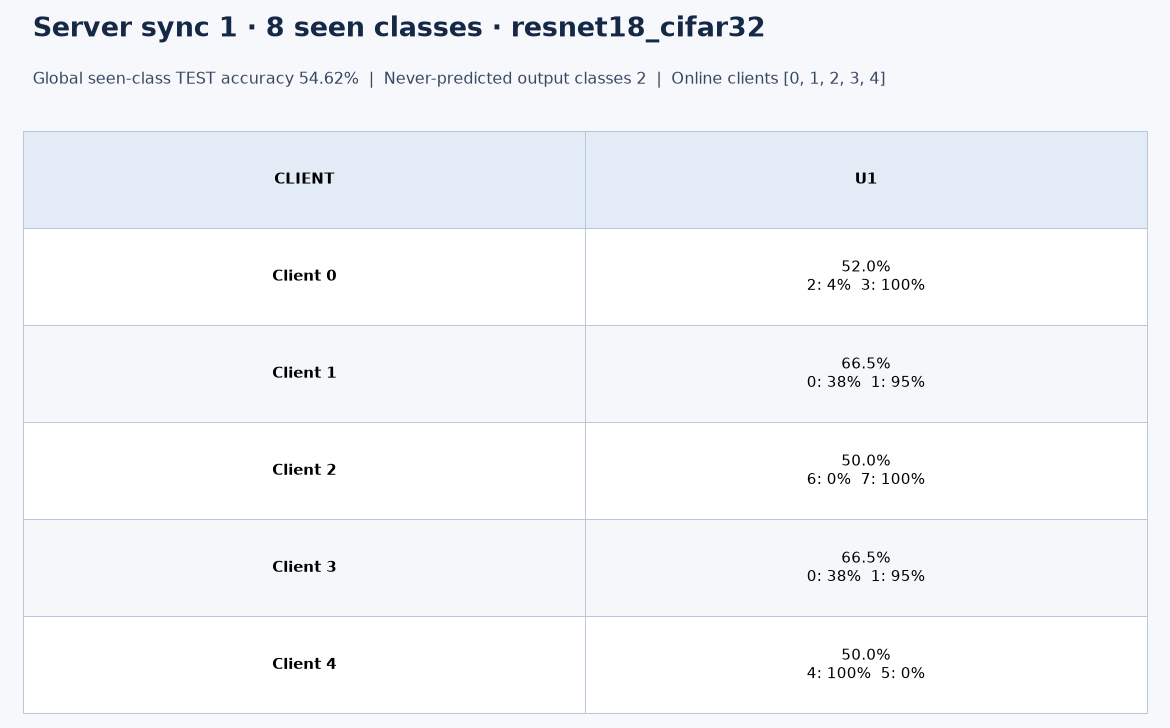 Server sync 1 · 8 seen classes · resnet18_cifar32
Global seen-class TEST accuracy 54.62% | Never-predicted output classes 2 | Online clients [0, 1, 2, 3, 4]
CLIENT U1
Client 0 52.0%
2: 4% 3: 100%
Client 1 66.5%
0: 38% 1: 95%
Client 2 50.0%
6: 0% 7: 100%
Client 3 66.5%
0: 38% 1: 95%
Client 4 50.0%
4: 100% 5: 0%